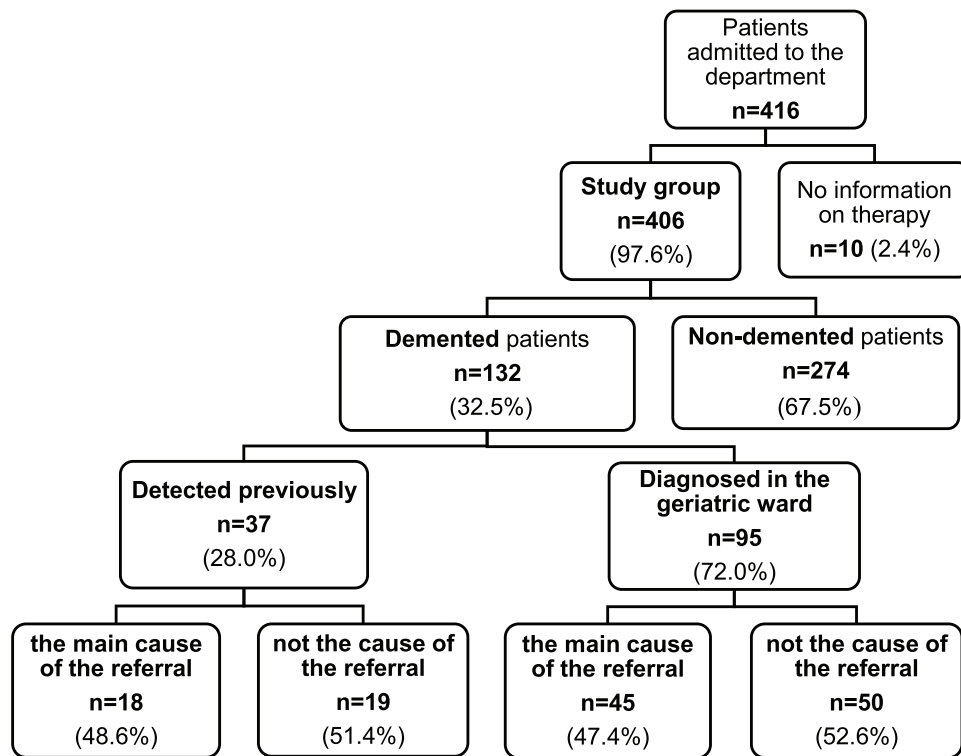 Patients
admitted to the
department
n=416
Study group
n=406
(97.6%)
No information
on therapy
n=10 (2.4%)
Demented patients
n=132
(32.5%)
Non-demented patients
n=274
(67.5%)
Detected previously
n=37
(28.0%)
Diagnosed in the
geriatric ward
n=95
(72.0%)
the main cause
of the referral
n=18
(48.6%)
not the cause of
the referral
n=19
(51.4%)
the main cause
of the referral
n=45
(47.4%)
not the cause of
the referral
n=50
(52.6%)